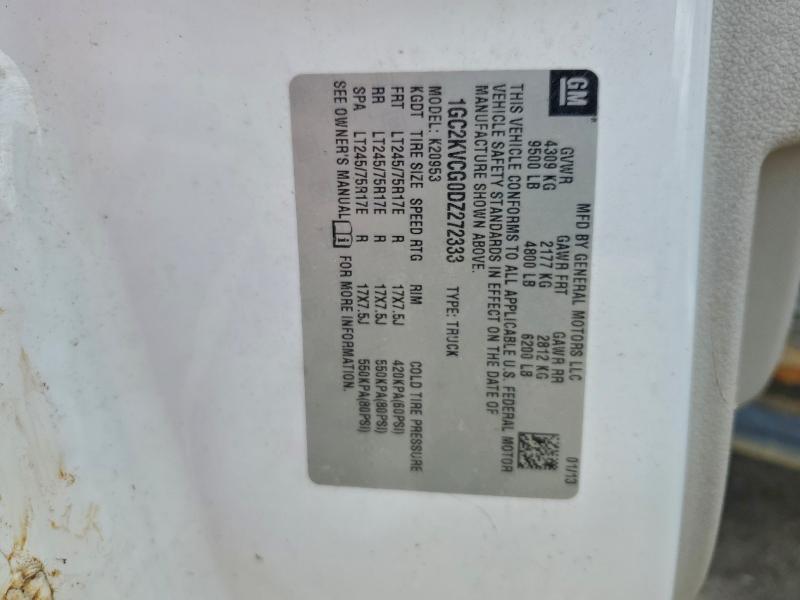 GM
MFD BY GENERAL MOTORS LLC 01/13
GVWR GAWR FRT GAWR RR
4309 KG 2177 KG 2812 KG
9500 LB 4800 LB 6200 LB
THIS VEHICLE CONFORMS TO ALL APPLICABLE U.S. FEDERAL MOTOR
VEHICLE SAFETY STANDARDS IN EFFECT ON THE DATE OF
MANUFACTURE SHOWN ABOVE.
1GC2KVCG0DZ272333 TYPE: TRUCK
MODEL: K20953
KGDT TIRE SIZE SPEED RTG RIM COLD TIRE PRESSURE
FRT LT245/75R17E R 17X7.5J 420KPA(60PSI)
RR LT245/75R17E R 17X7.5J 550KPA(80PSI)
SPA LT245/75R17E R 17X7.5J 550KPA(80PSI)
SEE OWNER'S MANUAL FOR MORE INFORMATION.